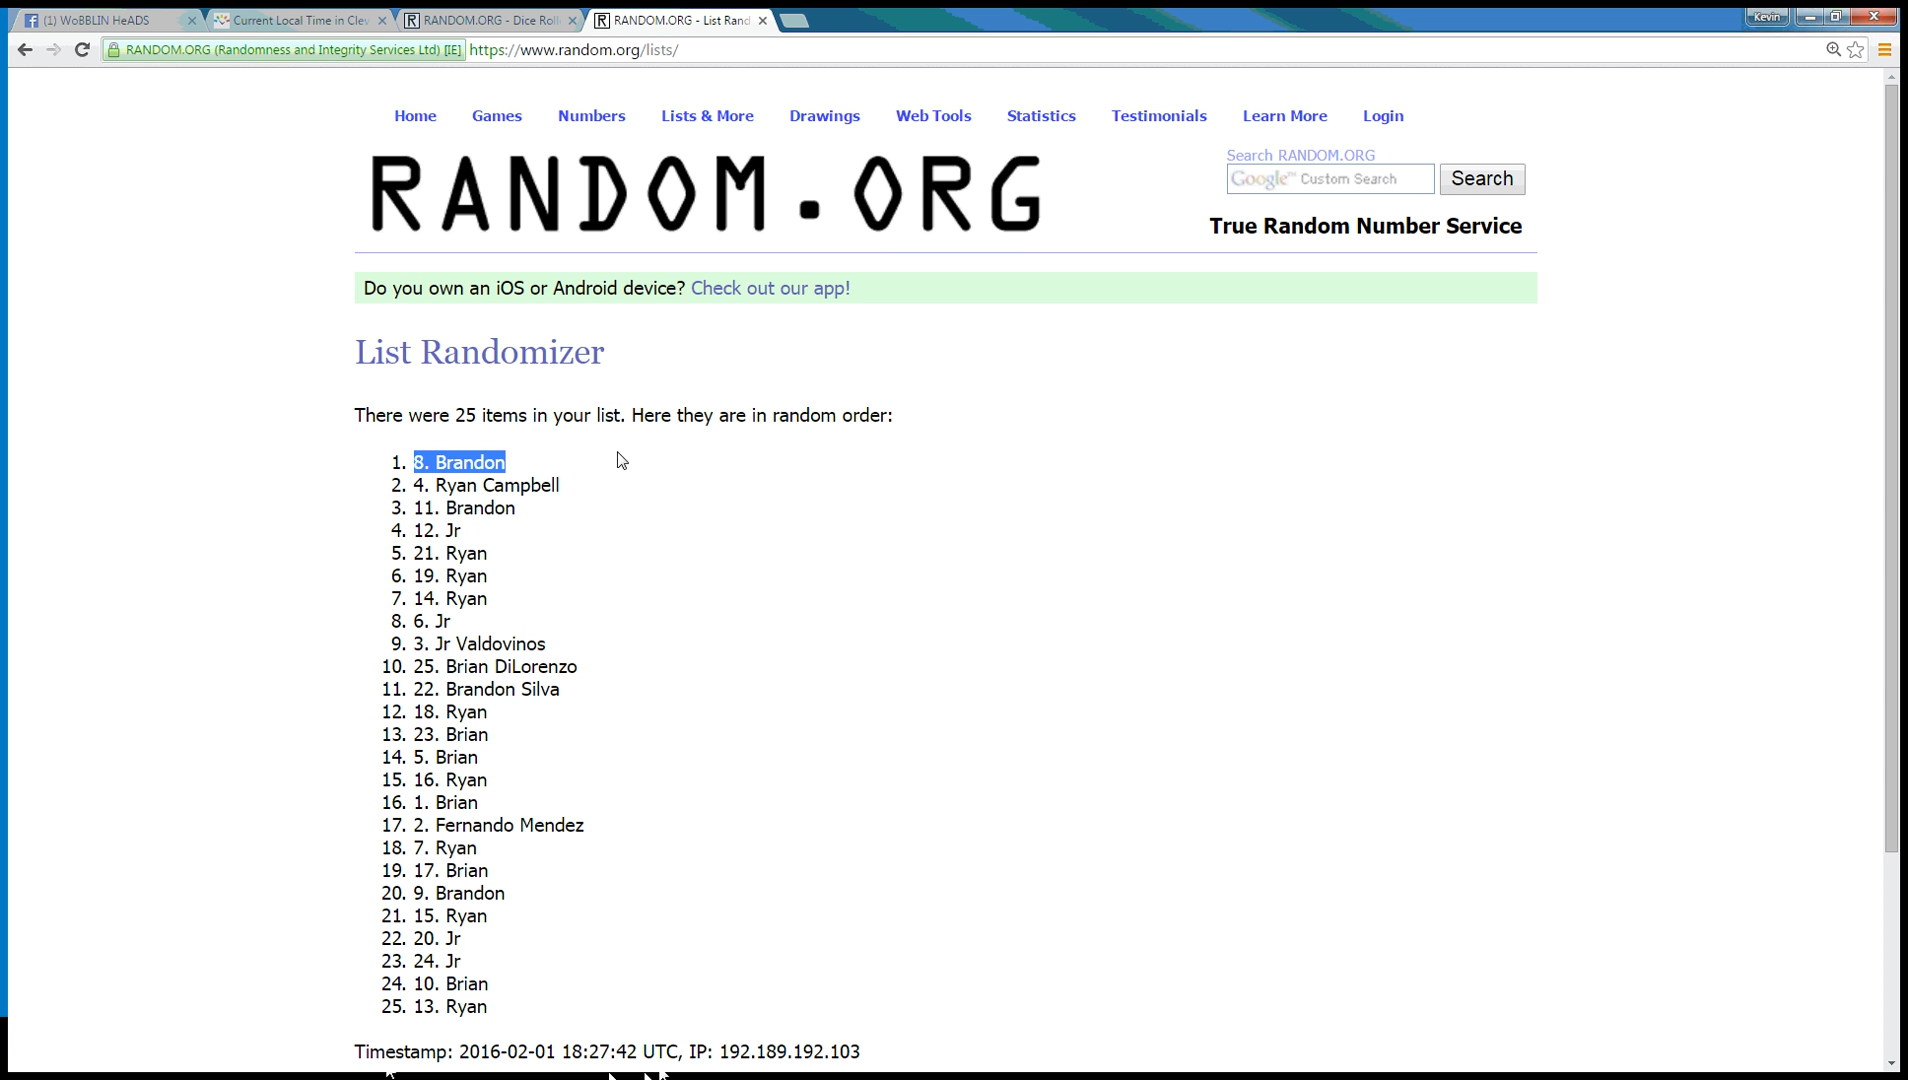 (1) WoBBLIN HeADS
Current Local Time in Clev
RANDOM.ORG - Dice Roll
RANDOM.ORG - List Rand
Kevin
RANDOM.ORG (Randomness and Integrity Services Ltd) [IE] https://www.random.org/lists/
Home Games Numbers Lists & More Drawings Web Tools Statistics Testimonials Learn More Login
RANDOM.ORG
Search RANDOM.ORG
Google™ Custom Search
Search
True Random Number Service
Do you own an iOS or Android device? Check out our app!
List Randomizer
There were 25 items in your list. Here they are in random order:
1. 8. Brandon
2. 4. Ryan Campbell
3. 11. Brandon
4. 12. Jr
5. 21. Ryan
6. 19. Ryan
7. 14. Ryan
8. 6. Jr
9. 3. Jr Valdovinos
10. 25. Brian DiLorenzo
11. 22. Brandon Silva
12. 18. Ryan
13. 23. Brian
14. 5. Brian
15. 16. Ryan
16. 1. Brian
17. 2. Fernando Mendez
18. 7. Ryan
19. 17. Brian
20. 9. Brandon
21. 15. Ryan
22. 20. Jr
23. 24. Jr
24. 10. Brian
25. 13. Ryan
Timestamp: 2016-02-01 18:27:42 UTC, IP: 192.189.192.103